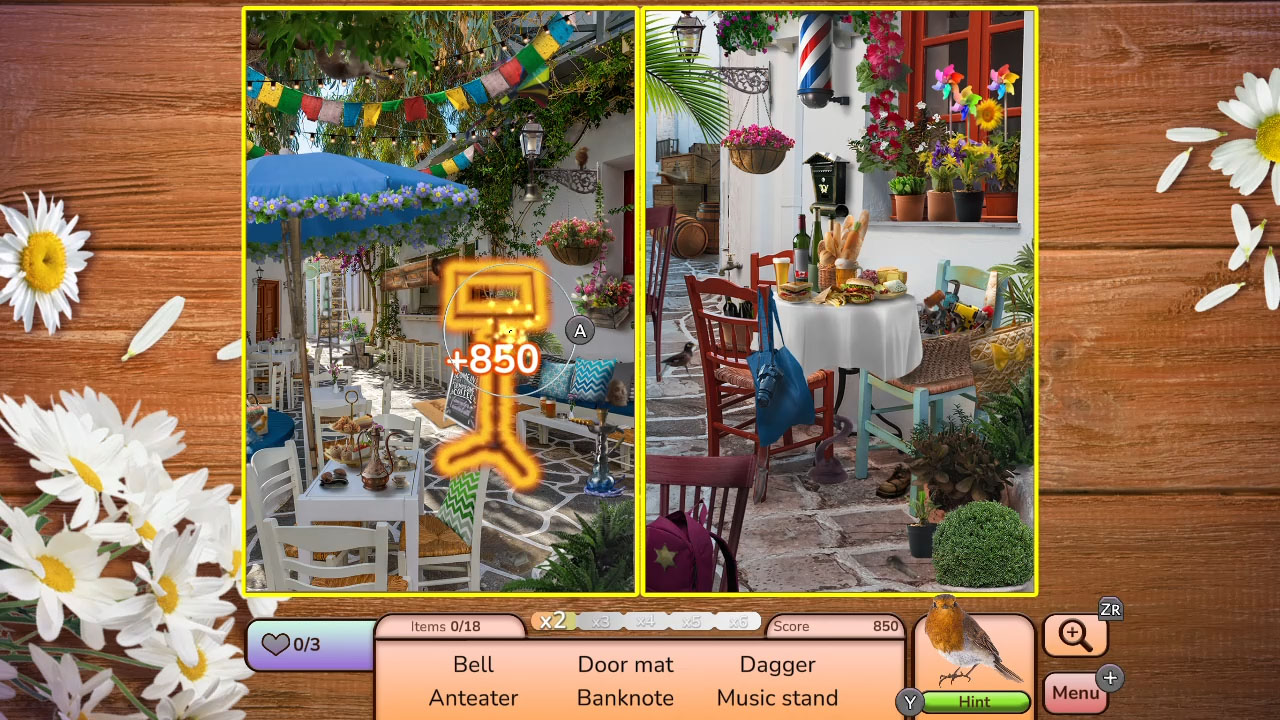 A
+850
ZR
Items 0/18
x2 x3 x4 x5 x6
Score 850
0/3
Bell
Door mat
Dagger
Anteater
Banknote
Music stand
Y
Hint
+
Menu